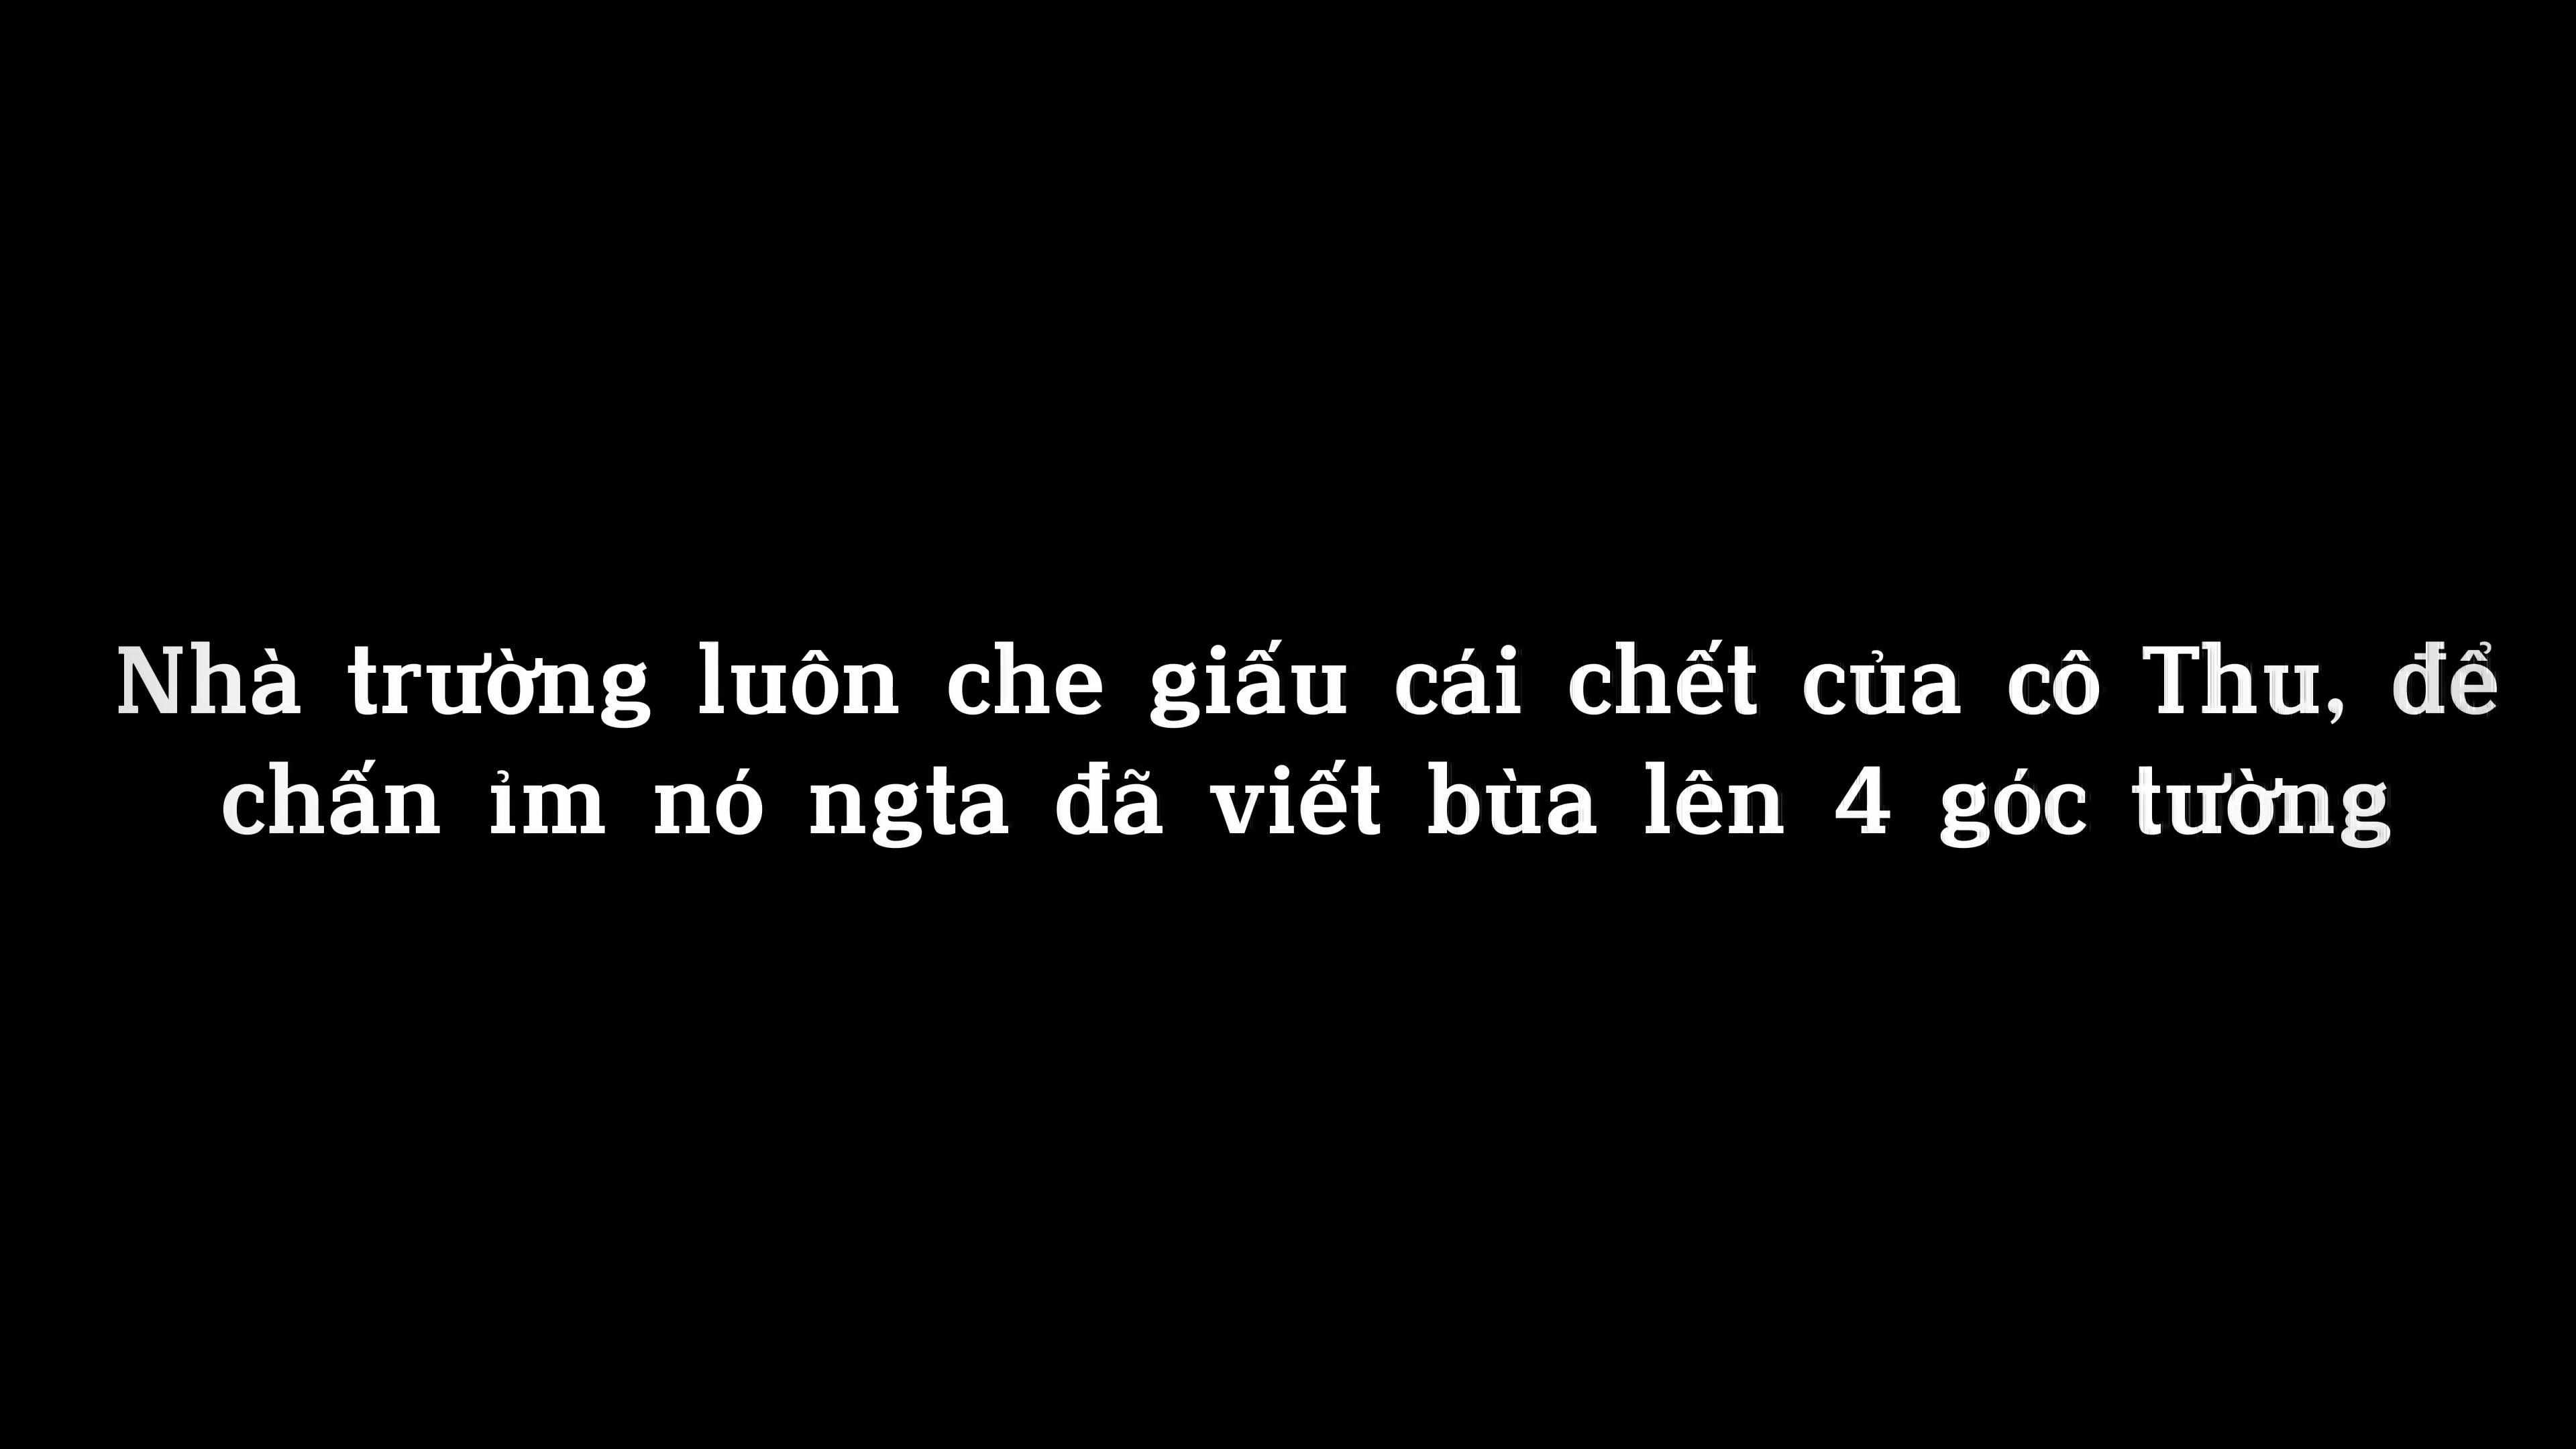 Nhà trường luôn che giấu cái chết của cô Thu, để
chấn ỉm nó ngta đã viết bùa lên 4 góc tường